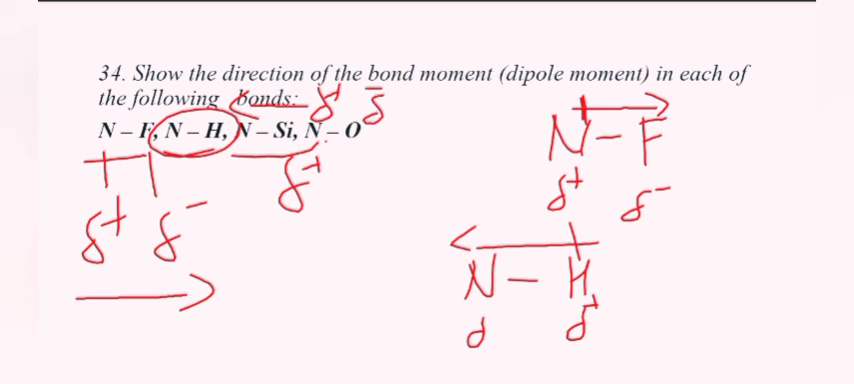 34. Show the direction of the bond moment (dipole moment) in each of
the following bonds:
N – F, N – H, N – Si, N – O
δ+ δ-
δ+
δ+ δ-
N – F
δ+ δ-
N – H
δ δ+